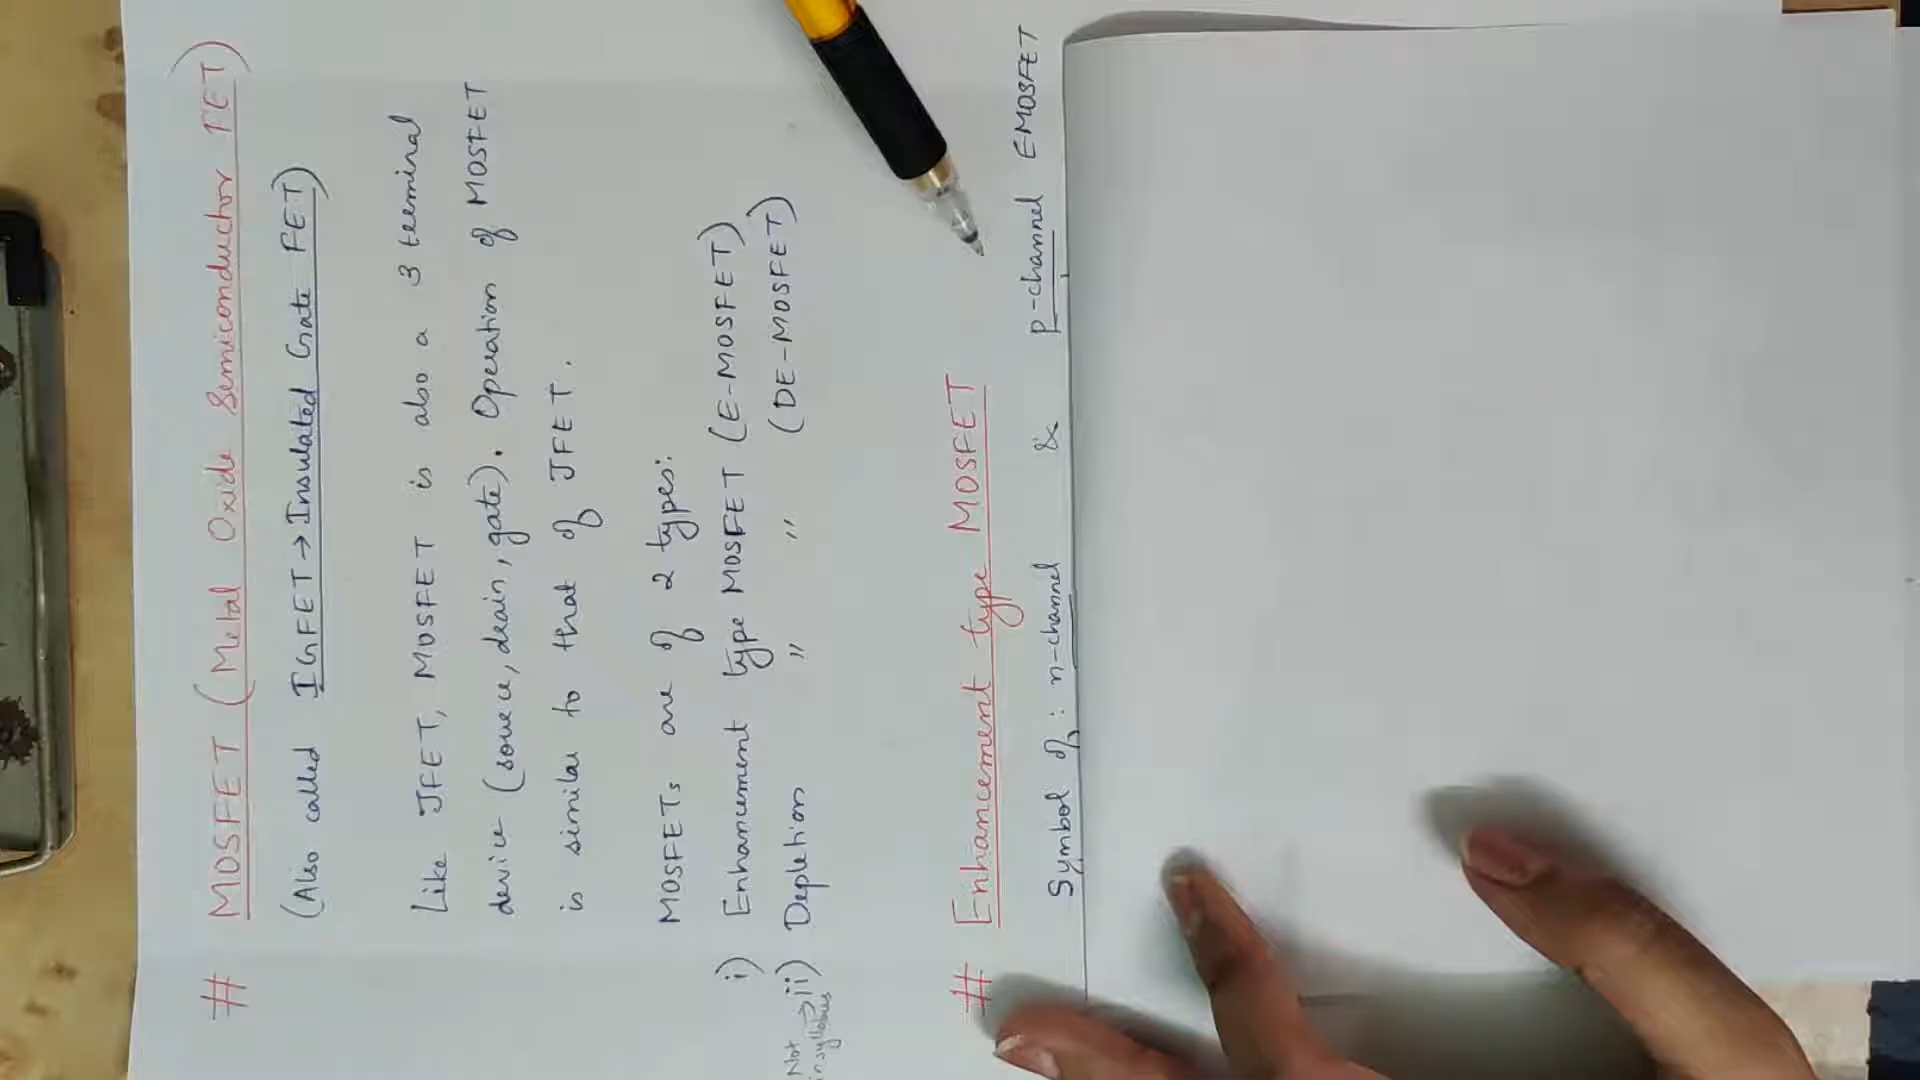 # MOSFET (Metal Oxide Semiconductor FET)
(Also called IGFET → Insulated Gate FET)
Like JFET, MOSFET is also a 3 terminal
device (source, drain, gate). Operation of MOSFET
is similar to that of JFET.
MOSFETs are of 2 types:
i) Enhancement type MOSFET (E-MOSFET)
Not in syllabus > ii) Depletion " " (DE-MOSFET)
# Enhancement type MOSFET
Symbol of: n-channel & p-channel EMOSFET